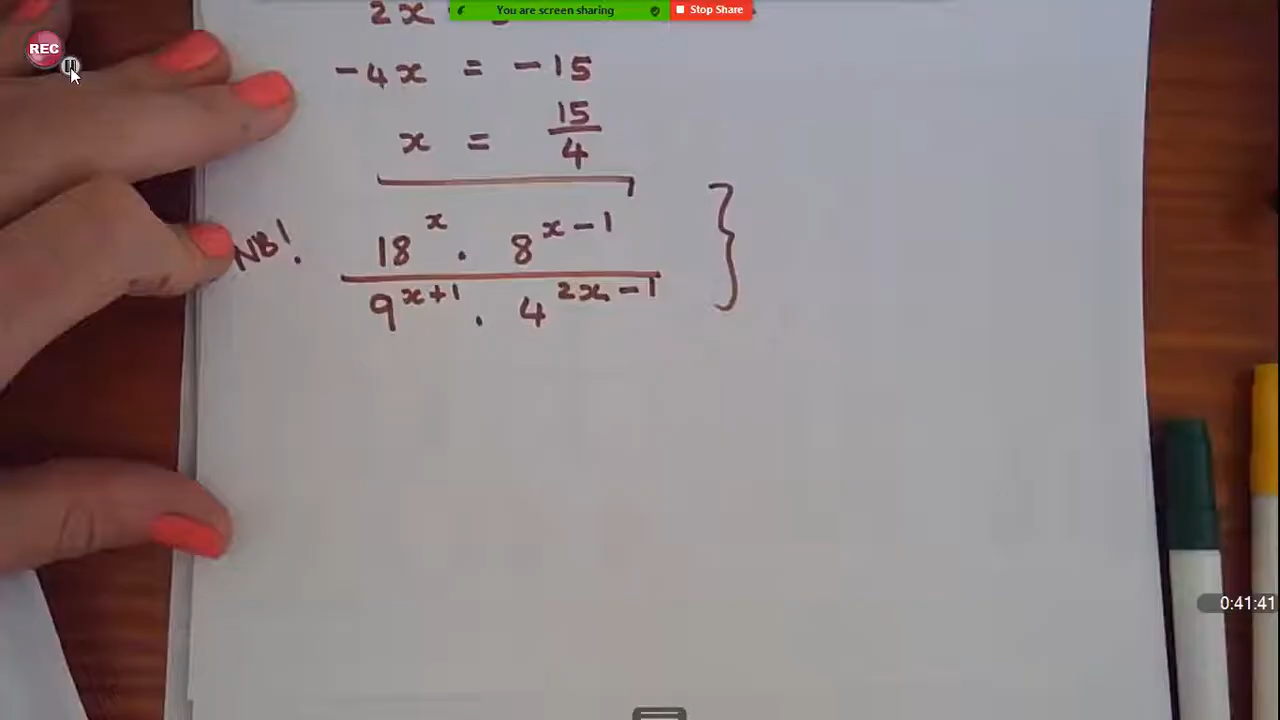 You are screen sharing Stop Share
REC
2x
-4x = -15
x = 15/4
NB! 18^x . 8^(x-1)
9^(x+1) . 4^(2x-1)
0:41:41